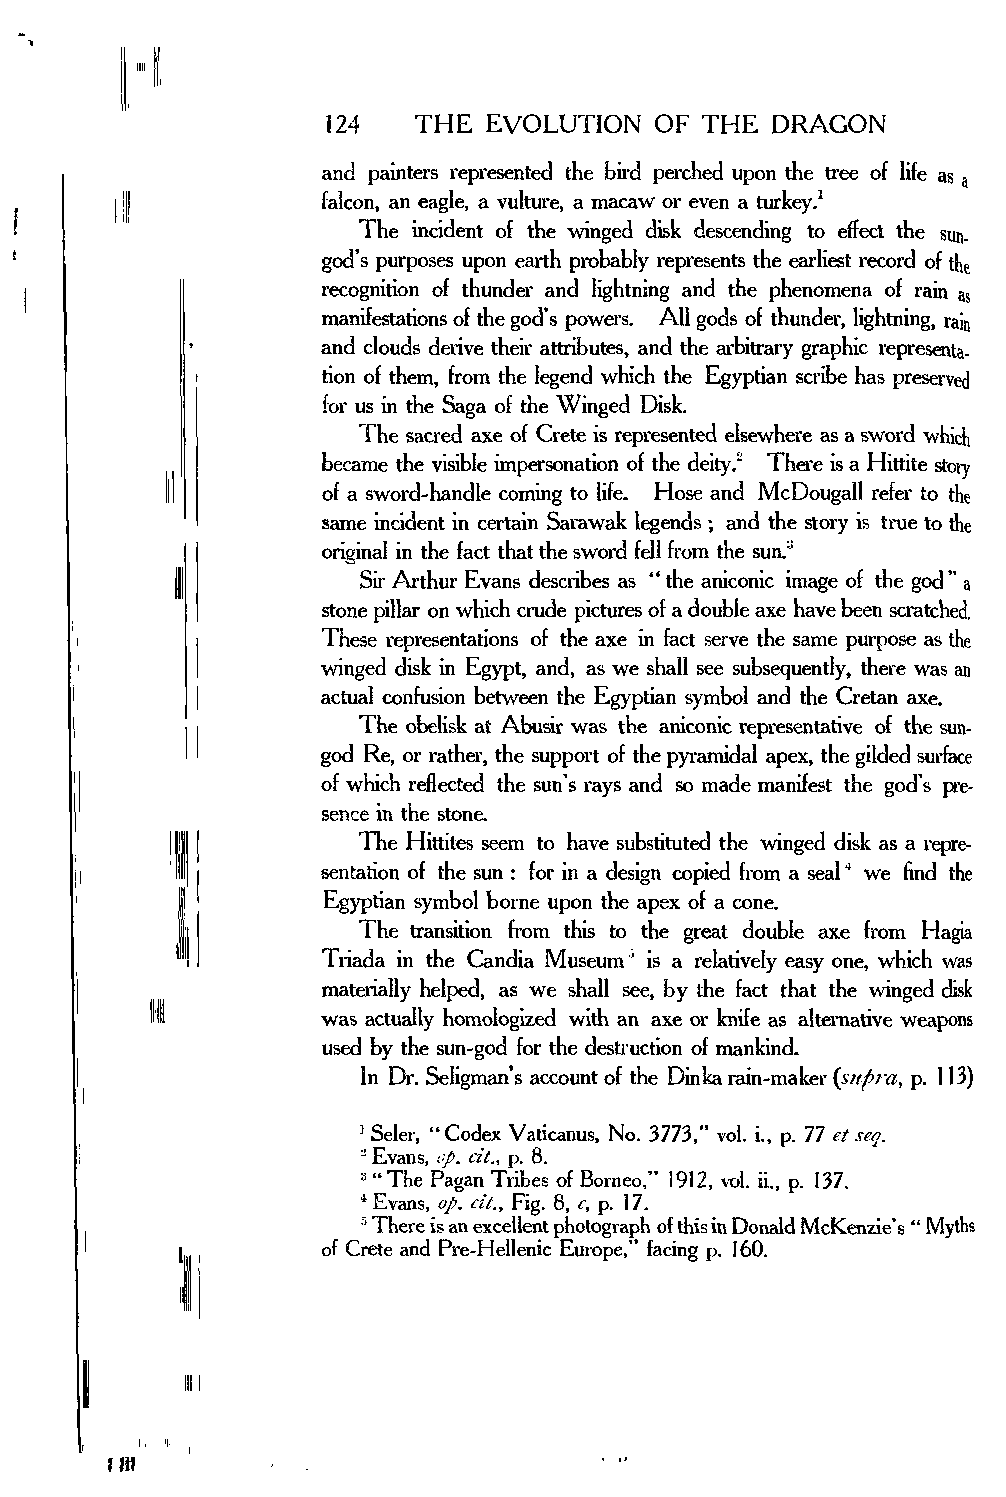 124 THE EVOLUTION OF THE DRAGON
and painters represented the bird perched upon the tree of life as a
falcon, an eagle, a vulture, a macaw or even a turkey.¹
The incident of the winged disk descending to effect the sun-
god's purposes upon earth probably represents the earliest record of the
recognition of thunder and lightning and the phenomena of rain as
manifestations of the god's powers. All gods of thunder, lightning, rain
and clouds derive their attributes, and the arbitrary graphic representa-
tion of them, from the legend which the Egyptian scribe has preserved
for us in the Saga of the Winged Disk.
The sacred axe of Crete is represented elsewhere as a sword which
became the visible impersonation of the deity.² There is a Hittite story
of a sword-handle coming to life. Hose and McDougall refer to the
same incident in certain Sarawak legends ; and the story is true to the
original in the fact that the sword fell from the sun.³
Sir Arthur Evans describes as “ the aniconic image of the god” a
stone pillar on which crude pictures of a double axe have been scratched.
These representations of the axe in fact serve the same purpose as the
winged disk in Egypt, and, as we shall see subsequently, there was an
actual confusion between the Egyptian symbol and the Cretan axe.
The obelisk at Abusir was the aniconic representative of the sun-
god Re, or rather, the support of the pyramidal apex, the gilded surface
of which reflected the sun's rays and so made manifest the god's pre-
sence in the stone.
The Hittites seem to have substituted the winged disk as a repre-
sentation of the sun : for in a design copied from a seal⁴ we find the
Egyptian symbol borne upon the apex of a cone.
The transition from this to the great double axe from Hagia
Triada in the Candia Museum⁵ is a relatively easy one, which was
materially helped, as we shall see, by the fact that the winged disk
was actually homologized with an axe or knife as alternative weapons
used by the sun-god for the destruction of mankind.
In Dr. Seligman's account of the Dinka rain-maker (supra, p. 113)
¹ Seler, “Codex Vaticanus, No. 3773,” vol. i., p. 77 et seq.
² Evans, op. cit., p. 8.
³ “The Pagan Tribes of Borneo,” 1912, vol. ii., p. 137.
⁴ Evans, op. cit., Fig. 8, c, p. 17.
⁵ There is an excellent photograph of this in Donald McKenzie's “Myths
of Crete and Pre-Hellenic Europe,” facing p. 160.